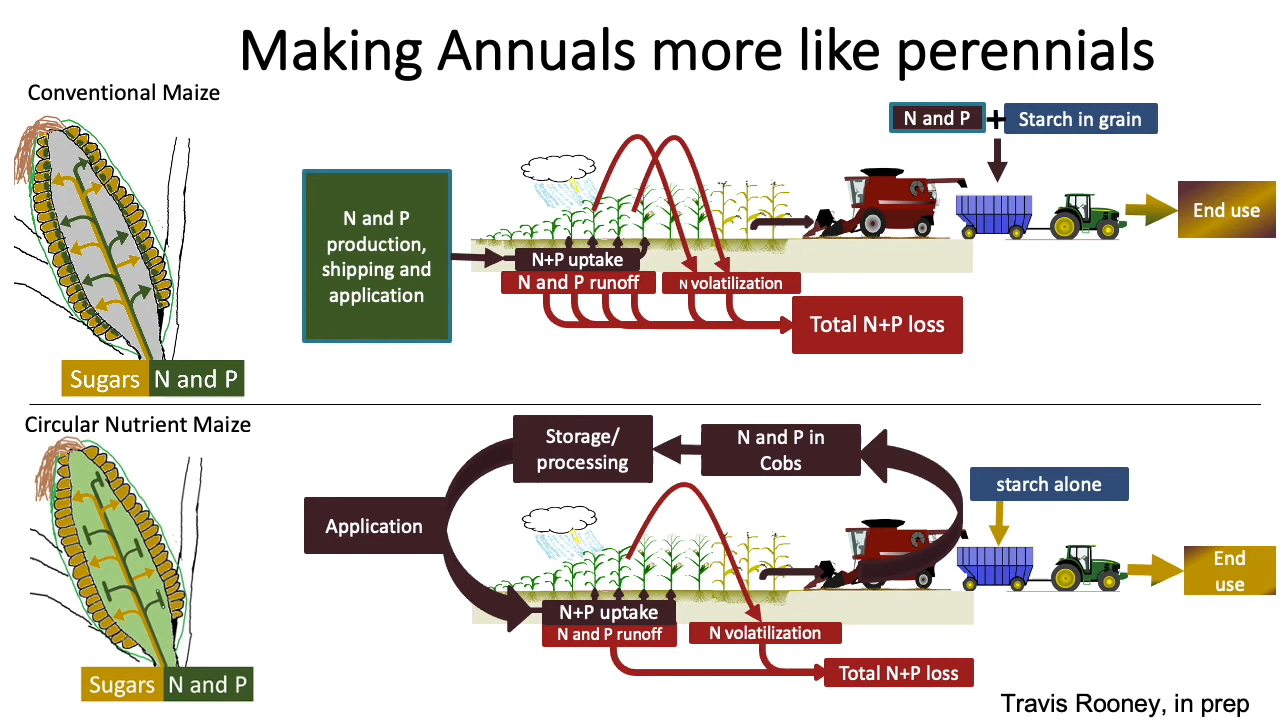 Making Annuals more like perennials
Conventional Maize
N and P
+
Starch in grain
N and P
production,
shipping and
application
End use
N+P uptake
N and P runoff
N volatilization
Total N+P loss
Sugars
N and P
Circular Nutrient Maize
Storage/
processing
N and P in
Cobs
starch alone
Application
End
use
N+P uptake
N and P runoff
N volatilization
Total N+P loss
Sugars
N and P
Travis Rooney, in prep